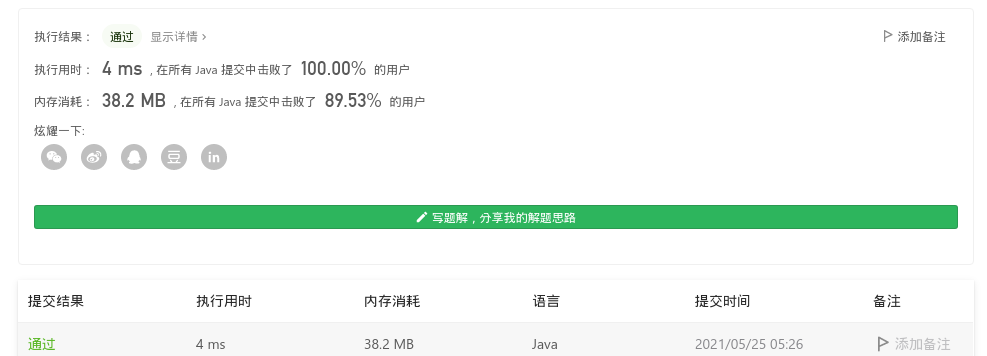 执行结果： 通过 显示详情 › 添加备注
执行用时： 4 ms , 在所有 Java 提交中击败了 100.00% 的用户
内存消耗： 38.2 MB , 在所有 Java 提交中击败了 89.53% 的用户
炫耀一下:
豆 in
写题解，分享我的解题思路
提交结果 执行用时 内存消耗 语言 提交时间 备注
通过 4 ms 38.2 MB Java 2021/05/25 05:26 添加备注